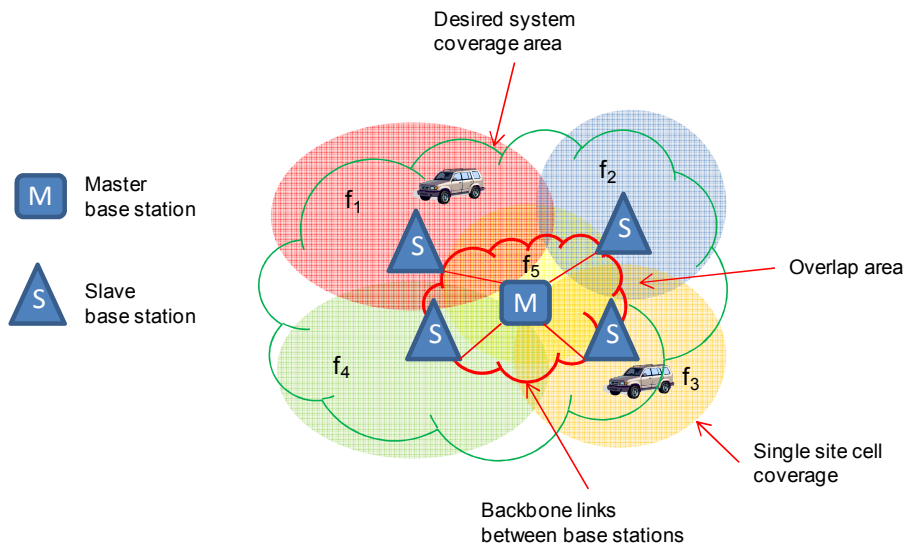 Desired system
coverage area
M
Master
base station
S
Slave
base station
f1
f2
S
S
f5
M
Overlap area
S
S
f4
f3
Single site cell
coverage
Backbone links
between base stations